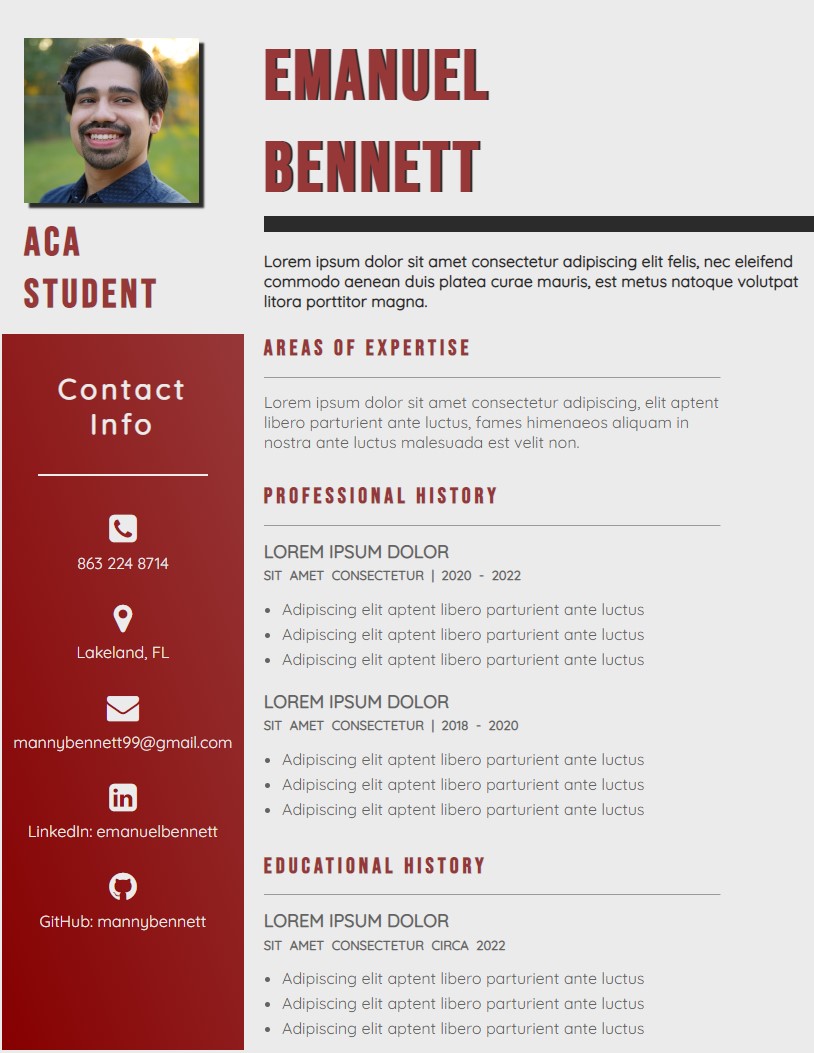 EMANUEL
BENNETT
ACA
STUDENT
Contact
Info
863 224 8714
Lakeland, FL
mannybennett99@gmail.com
LinkedIn: emanuelbennett
GitHub: mannybennett
Lorem ipsum dolor sit amet consectetur adipiscing elit felis, nec eleifend
commodo aenean duis platea curae mauris, est metus natoque volutpat
litora porttitor magna.
AREAS OF EXPERTISE
Lorem ipsum dolor sit amet consectetur adipiscing, elit aptent
libero parturient ante luctus, fames himenaeos aliquam in
nostra ante luctus malesuada est velit non.
PROFESSIONAL HISTORY
LOREM IPSUM DOLOR
SIT AMET CONSECTETUR | 2020 - 2022
• Adipiscing elit aptent libero parturient ante luctus
• Adipiscing elit aptent libero parturient ante luctus
• Adipiscing elit aptent libero parturient ante luctus
LOREM IPSUM DOLOR
SIT AMET CONSECTETUR | 2018 - 2020
• Adipiscing elit aptent libero parturient ante luctus
• Adipiscing elit aptent libero parturient ante luctus
• Adipiscing elit aptent libero parturient ante luctus
EDUCATIONAL HISTORY
LOREM IPSUM DOLOR
SIT AMET CONSECTETUR CIRCA 2022
• Adipiscing elit aptent libero parturient ante luctus
• Adipiscing elit aptent libero parturient ante luctus
• Adipiscing elit aptent libero parturient ante luctus